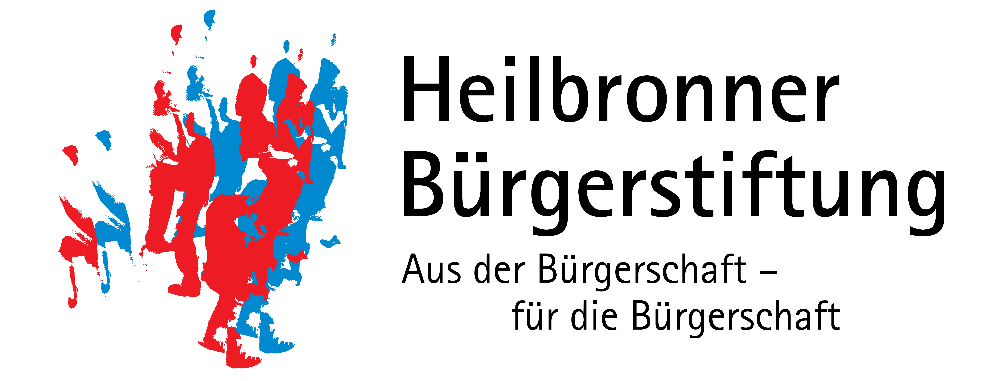 Heilbronner
Bürgerstiftung
Aus der Bürgerschaft –
für die Bürgerschaft